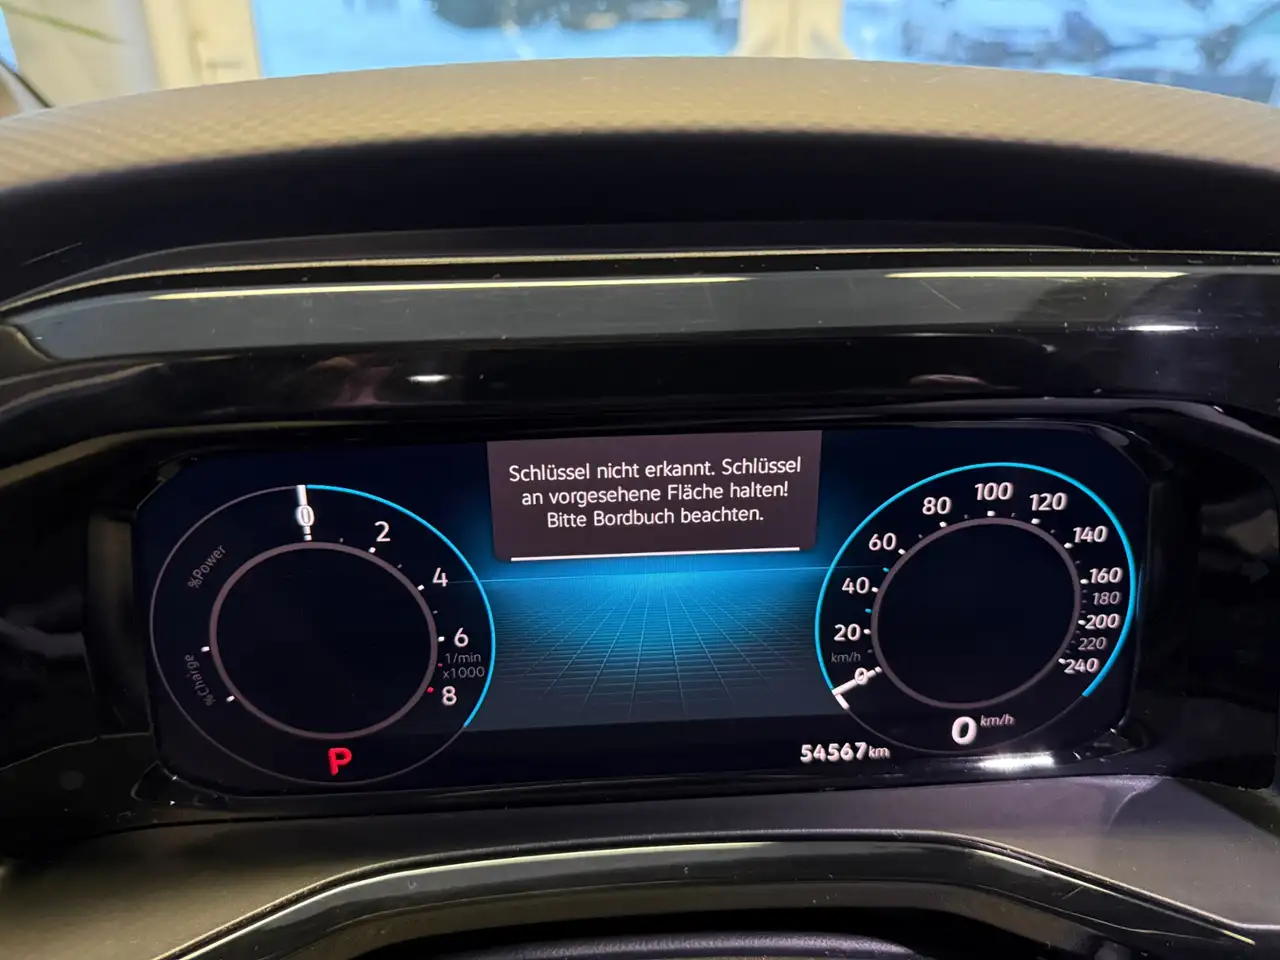 Schlüssel nicht erkannt. Schlüssel
an vorgesehene Fläche halten!
Bitte Bordbuch beachten.
%Power
%Charge
0
2
4
6
1/min
x1000
8
P
0
20
km/h
40
60
80
100
120
140
160
180
200
220
240
0 km/h
54567 km